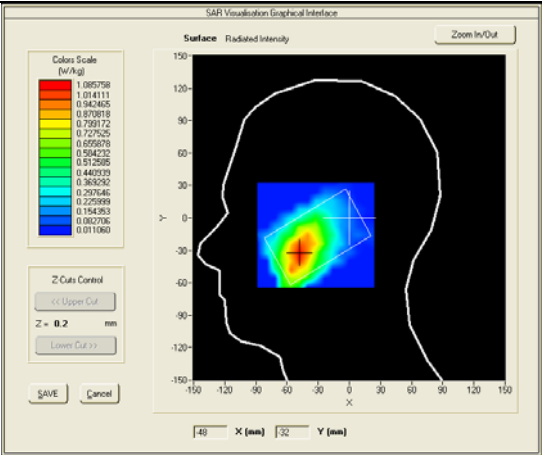 SAR Visualisation Graphical Interface
Surface Radiated Intensity
Zoom In/Out
Colors Scale
(W/kg)
1.085758
1.014111
0.942465
0.870818
0.799172
0.727525
0.655878
0.584232
0.512585
0.440939
0.369292
0.297646
0.225999
0.154353
0.082706
0.011060
Z-Cuts Control
<< Upper Cut
Z = 0.2 mm
Lower Cut >>
SAVE Cancel
150
120
90
60
30
0
-30
-60
-90
-120
-150
Y
-150 -120 -90 -60 -30 0 30 60 90 120 150
X
-48 X (mm) -32 Y (mm)